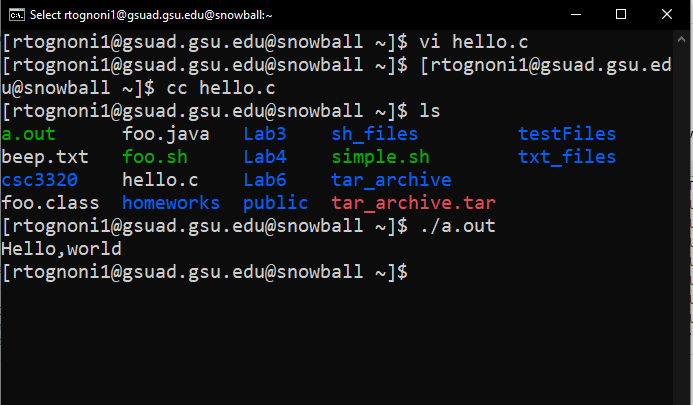 Select rtognoni1@gsuad.gsu.edu@snowball:~
[rtognoni1@gsuad.gsu.edu@snowball ~]$ vi hello.c
[rtognoni1@gsuad.gsu.edu@snowball ~]$ [rtognoni1@gsuad.gsu.ed
u@snowball ~]$ cc hello.c
[rtognoni1@gsuad.gsu.edu@snowball ~]$ ls
a.out foo.java Lab3 sh_files testFiles
beep.txt foo.sh Lab4 simple.sh txt_files
csc3320 hello.c Lab6 tar_archive
foo.class homeworks public tar_archive.tar
[rtognoni1@gsuad.gsu.edu@snowball ~]$ ./a.out
Hello,world
[rtognoni1@gsuad.gsu.edu@snowball ~]$